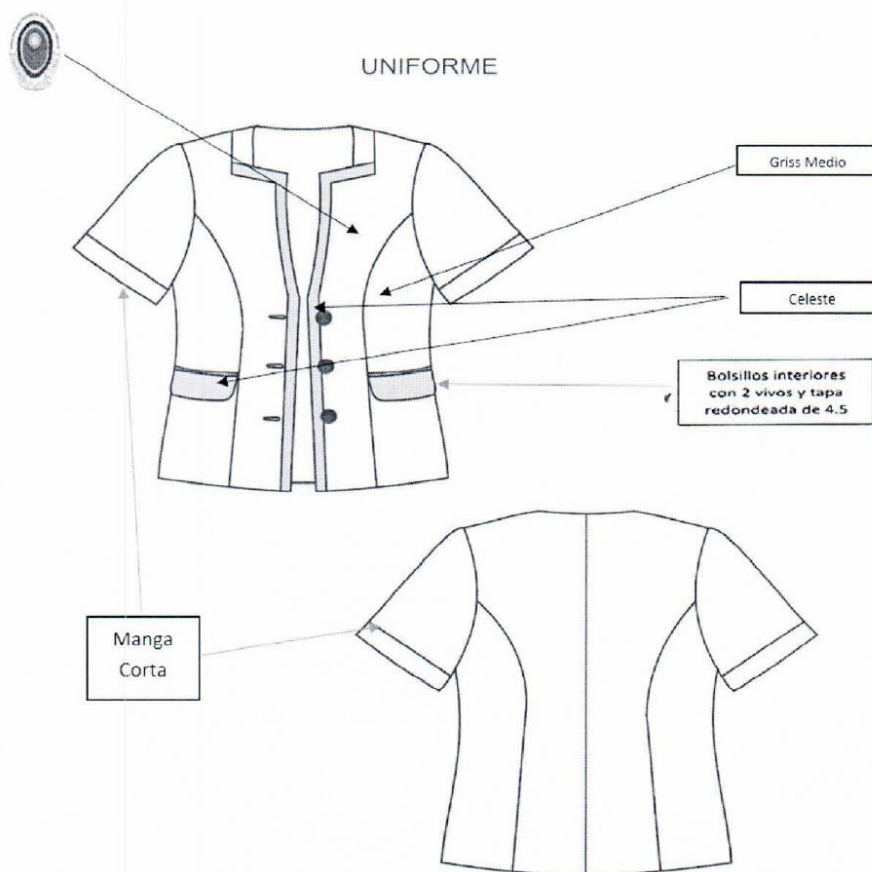 UNIFORME
Griss Medio
Celeste
Bolsillos interiores
con 2 vivos y tapa
redondeada de 4.5
Manga
Corta